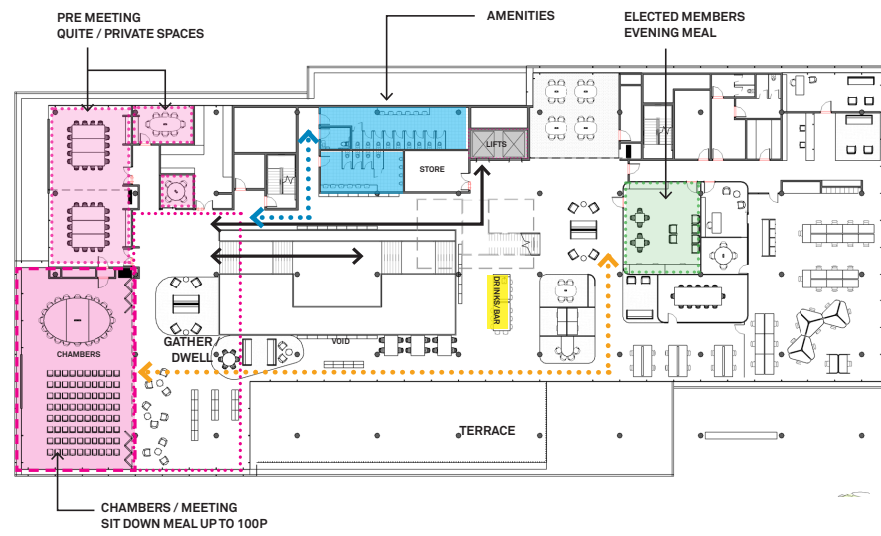 PRE MEETING
QUITE / PRIVATE SPACES
AMENITIES
ELECTED MEMBERS
EVENING MEAL
LIFTS
STORE
DRINKS/BAR
GATHER /
DWELL
VOID
CHAMBERS
TERRACE
CHAMBERS / MEETING
SIT DOWN MEAL UP TO 100P